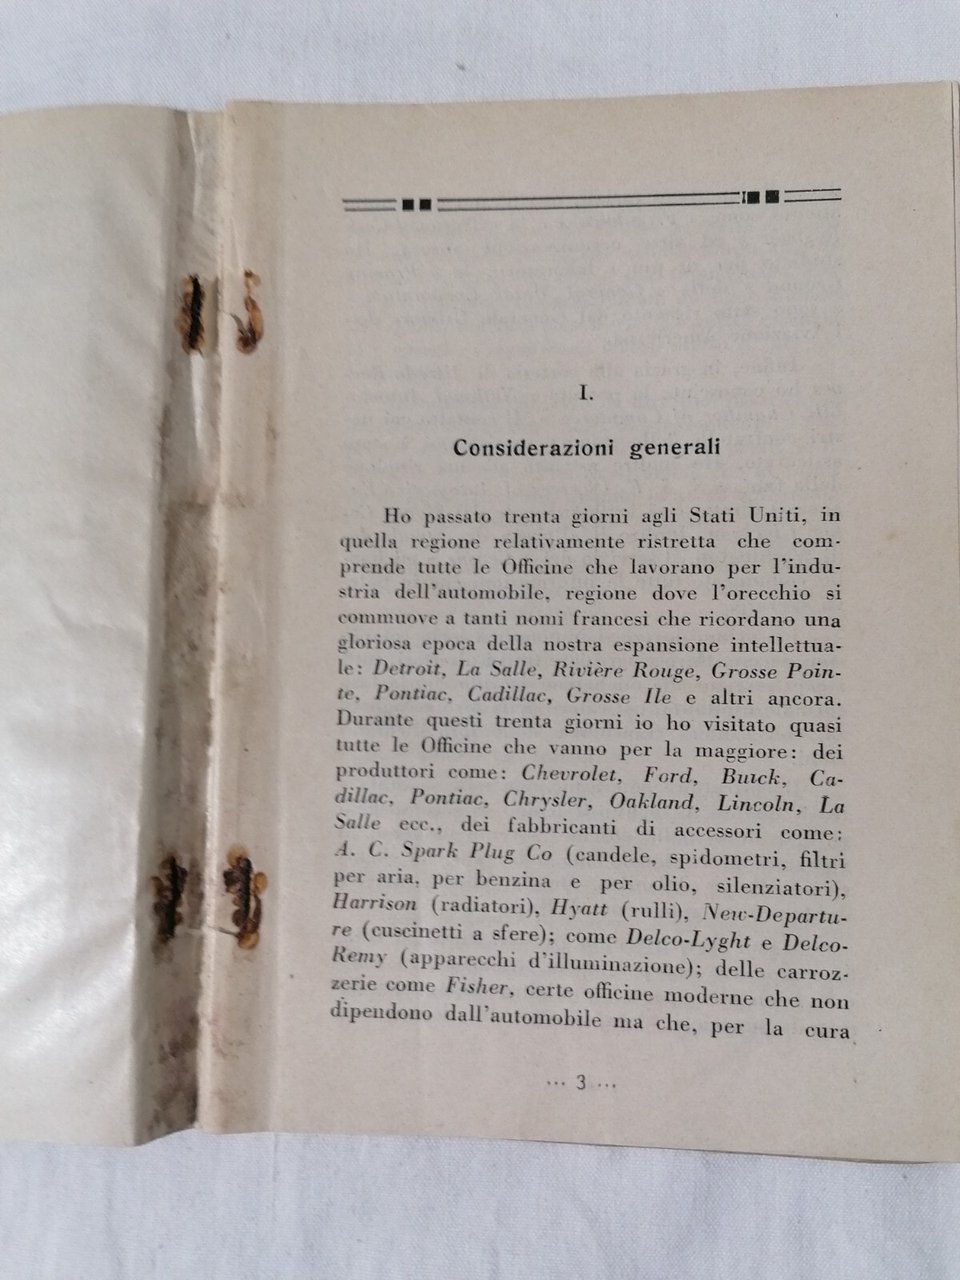 I.
Considerazioni generali
Ho passato trenta giorni agli Stati Uniti, in
quella regione relativamente ristretta che com-
prende tutte le Officine che lavorano per l'indu-
stria dell'automobile, regione dove l'orecchio si
commuove a tanti nomi francesi che ricordano una
gloriosa epoca della nostra espansione intellettua-
le: Detroit, La Salle, Rivière Rouge, Grosse Poin-
te, Pontiac, Cadillac, Grosse Ile e altri ancora.
Durante questi trenta giorni io ho visitato quasi
tutte le Officine che vanno per la maggiore: dei
produttori come: Chevrolet, Ford, Buick, Ca-
dillac, Pontiac, Chrysler, Oakland, Lincoln, La
Salle ecc., dei fabbricanti di accessori come:
A. C. Spark Plug Co (candele, spidometri, filtri
per aria, per benzina e per olio, silenziatori),
Harrison (radiatori), Hyatt (rulli), New-Departu-
re (cuscinetti a sfere); come Delco-Lyght e Delco-
Remy (apparecchi d'illuminazione); delle carroz-
zerie come Fisher, certe officine moderne che non
dipendono dall'automobile ma che, per la cura
... 3 ...